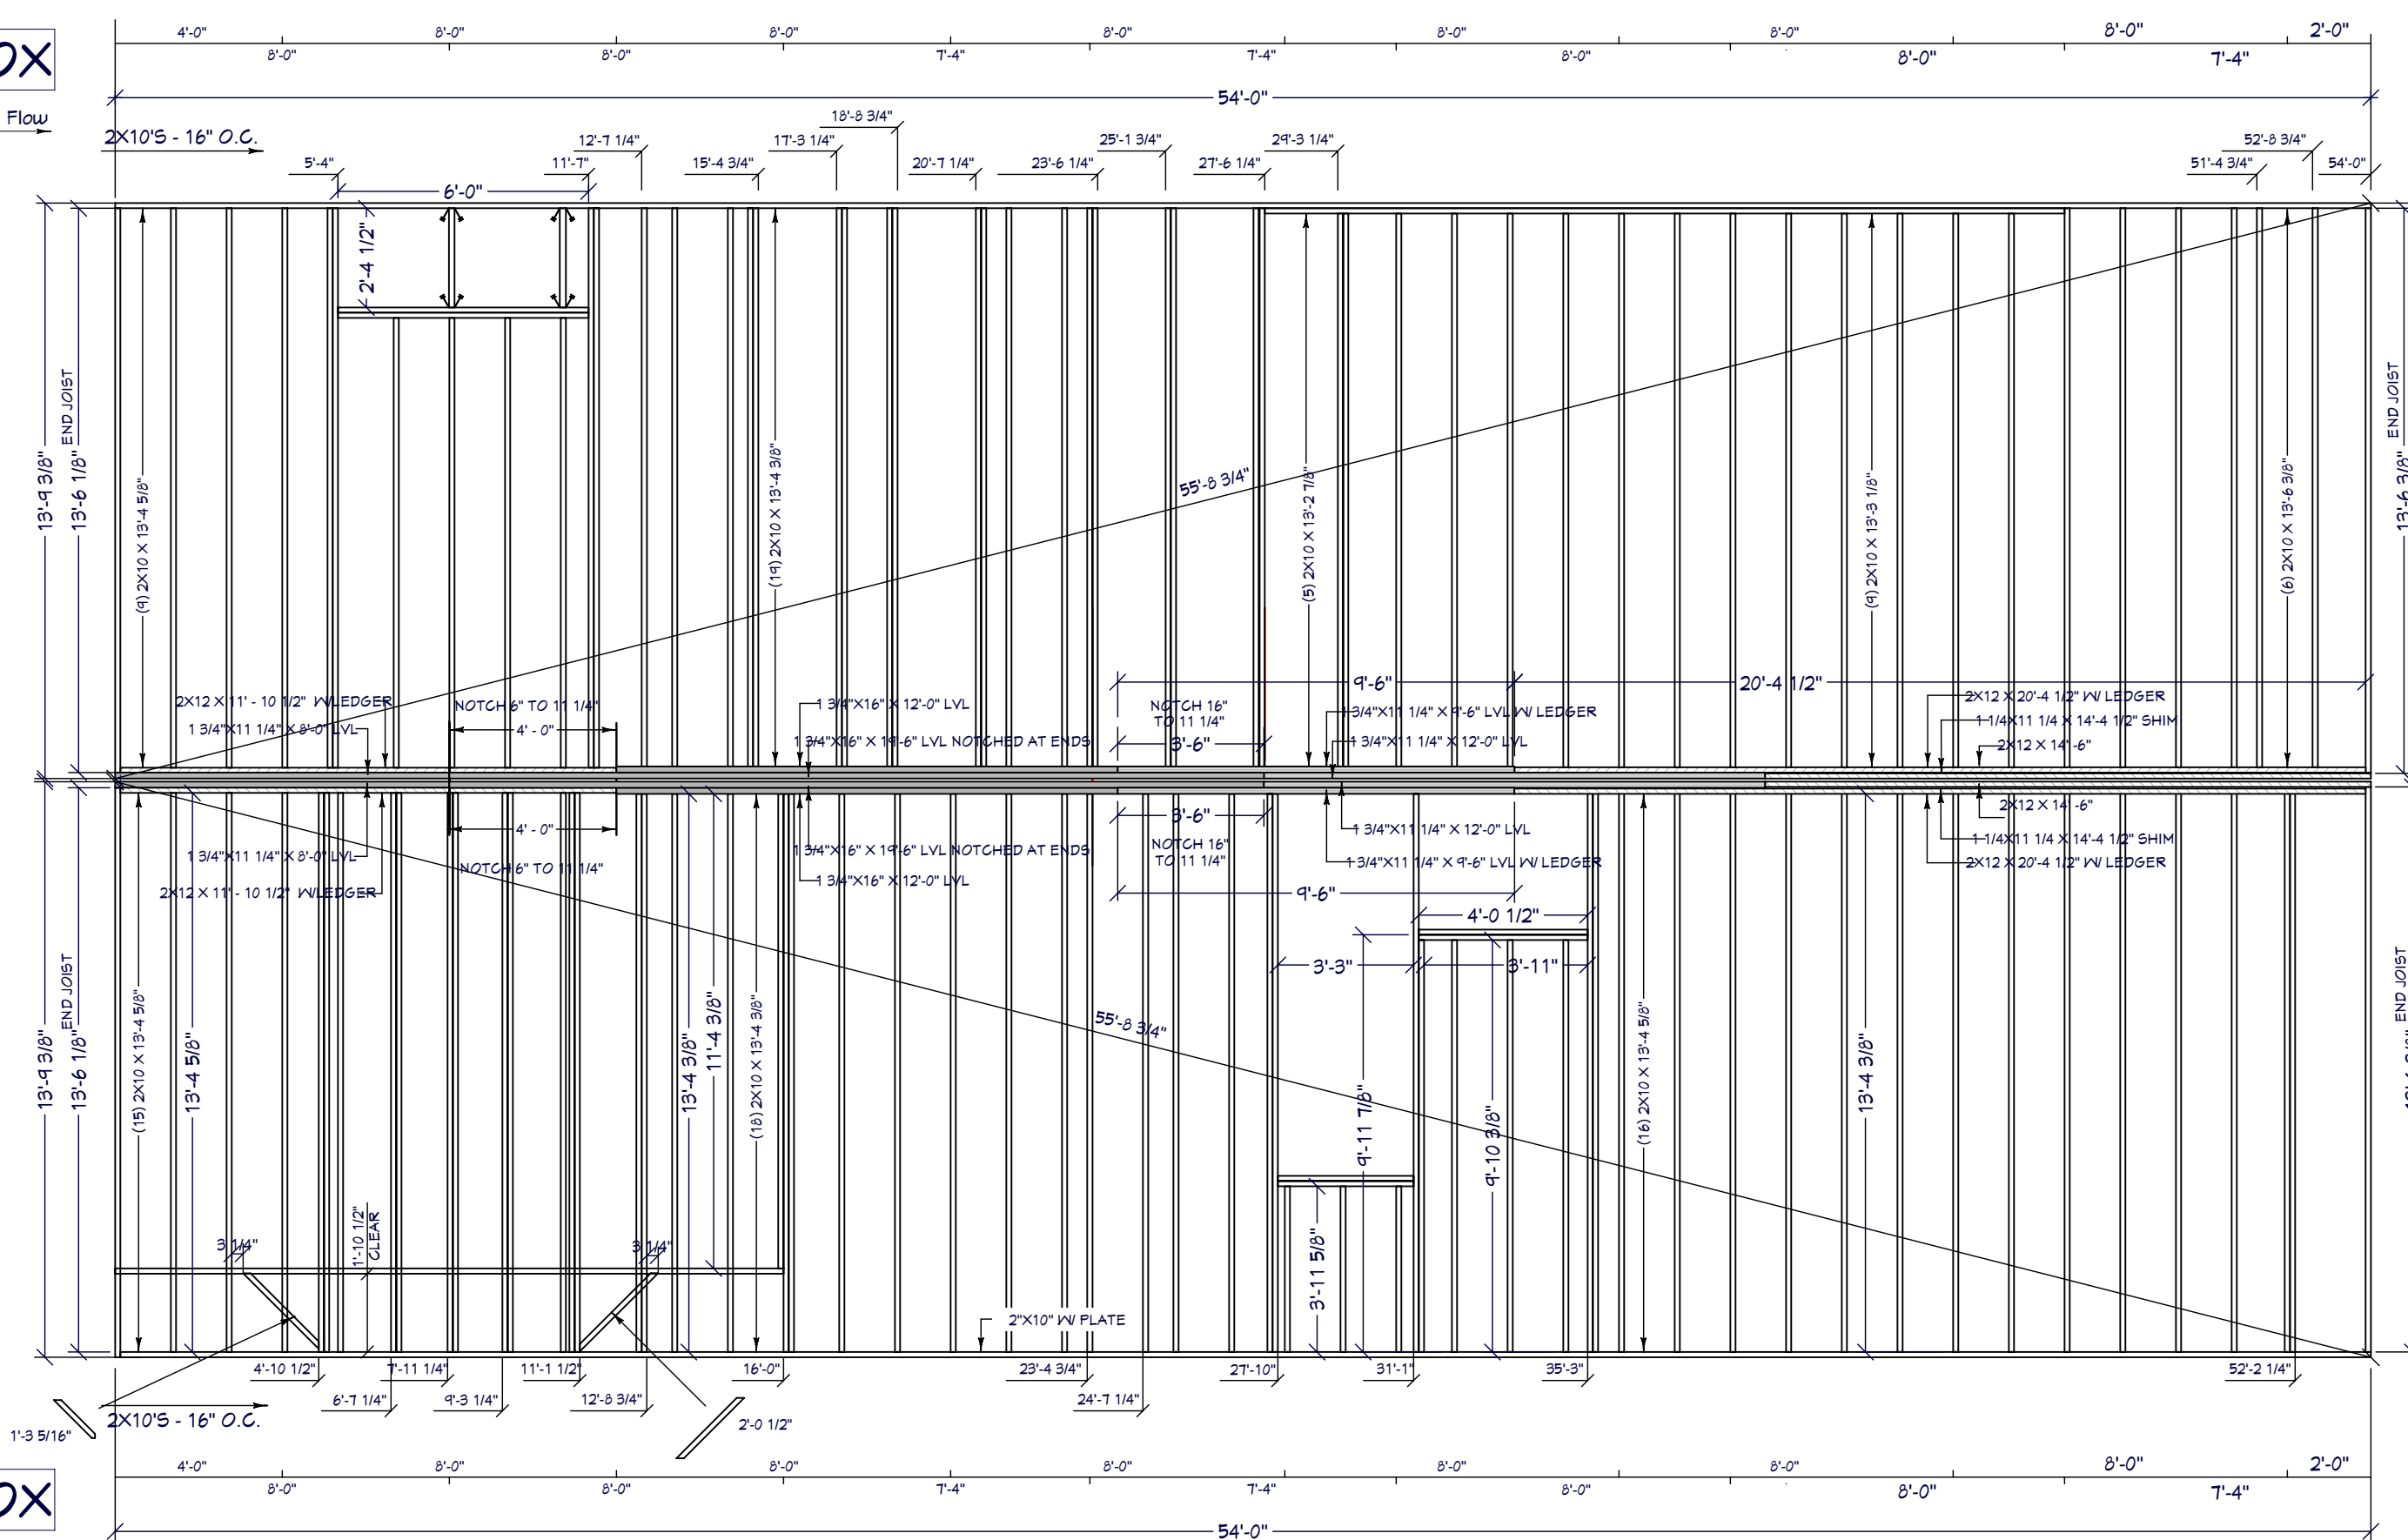 4'-0" 8'-0" 8'-0" 8'-0" 8'-0" 8'-0" 8'-0" 2'-0"
8'-0" 8'-0" 7'-4" 7'-4" 8'-0" 8'-0" 7'-4"
OX
54'-0"
Flow
2X10'S - 16" O.C.
18'-8 3/4"
12'-7 1/4" 17'-3 1/4" 25'-1 3/4" 29'-3 1/4" 52'-8 3/4"
5'-4" 11'-7" 15'-4 3/4" 20'-7 1/4" 23'-6 1/4" 27'-6 1/4" 51'-4 3/4" 54'-0"
6'-0"
2'-4 1/2"
13'-9 3/8"
13'-6 1/8"
END JOIST
(9) 2X10 X 13'-4 5/8"
(19) 2X10 X 13'-4 3/8"
55'-8 3/4"
(5) 2X10 X 13'-2 7/8"
(9) 2X10 X 13'-3 1/8"
(6) 2X10 X 13'-6 3/8"
END JOIST
13'-6 3/8"
9'-6" 20'-4 1/2"
2X12 X 11' - 10 1/2" W/LEDGER
NOTCH 6" TO 11 1/4"
1 3/4"X16" X 12'-0" LVL
NOTCH 16"
TO 11 1/4"
1 3/4"X11 1/4" X 9'-6" LVL W/ LEDGER
2X12 X 20'-4 1/2" W/ LEDGER
1 3/4"X11 1/4" X 8'-0" LVL
4' - 0"
1 3/4"X16" X 19'-6" LVL NOTCHED AT ENDS
3'-6"
1 3/4"X11 1/4" X 12'-0" LVL
1-1/4X11 1/4 X 14'-4 1/2" SHIM
2X12 X 14' -6"
2X12 X 14' -6"
4' - 0"
3'-6"
1 3/4"X11 1/4" X 12'-0" LVL
1-1/4X11 1/4 X 14'-4 1/2" SHIM
1 3/4"X11 1/4" X 8'-0" LVL
NOTCH 6" TO 11 1/4"
1 3/4"X16" X 19'-6" LVL NOTCHED AT ENDS
NOTCH 16"
TO 11 1/4"
1 3/4"X11 1/4" X 9'-6" LVL W/ LEDGER
2X12 X 20'-4 1/2" W/ LEDGER
2X12 X 11' - 10 1/2" W/LEDGER
1 3/4"X16" X 12'-0" LVL
9'-6"
4'-0 1/2"
3'-3" 3'-11"
13'-9 3/8"
13'-6 1/8"
END JOIST
(15) 2X10 X 13'-4 5/8"
13'-4 5/8"
13'-4 3/8"
11'-4 3/8"
(18) 2X10 X 13'-4 3/8"
55'-8 3/4"
9'-11 7/8"
9'-10 3/8"
(16) 2X10 X 13'-4 5/8"
13'-4 3/8"
END JOIST
3'-11 5/8"
3 1/4"
1'-10 1/2"
CLEAR
3 1/4"
2"X10" W/ PLATE
4'-10 1/2" 7'-11 1/4" 11'-1 1/2" 16'-0" 23'-4 3/4" 27'-10" 31'-1" 35'-3" 52'-2 1/4"
6'-7 1/4" 9'-3 1/4" 12'-8 3/4" 24'-7 1/4"
2X10'S - 16" O.C.
1'-3 5/16"
2'-0 1/2"
4'-0" 8'-0" 8'-0" 8'-0" 8'-0" 8'-0" 8'-0" 2'-0"
8'-0" 8'-0" 7'-4" 7'-4" 8'-0" 8'-0" 7'-4"
OX
54'-0"